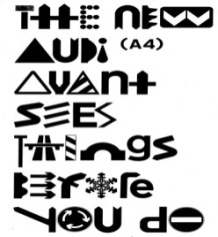 THE NEW
AUDI (A4)
AVANT
SEES
THINGS
BEFORE
YOU DO